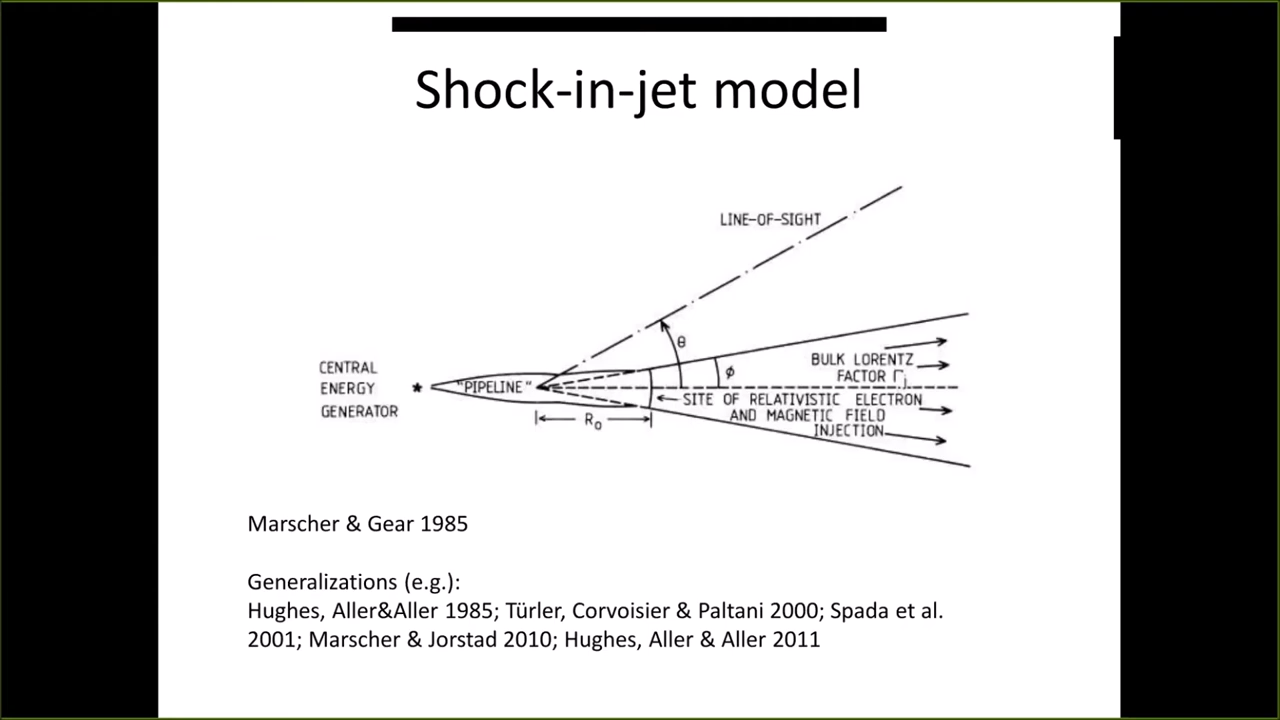 Shock-in-jet model
LINE-OF-SIGHT
θ
CENTRAL
ENERGY
GENERATOR
*
"PIPELINE"
ϕ
BULK LORENTZ
FACTOR Γj
SITE OF RELATIVISTIC ELECTRON
AND MAGNETIC FIELD
INJECTION
R₀
Marscher & Gear 1985
Generalizations (e.g.):
Hughes, Aller&Aller 1985; Türler, Corvoisier & Paltani 2000; Spada et al.
2001; Marscher & Jorstad 2010; Hughes, Aller & Aller 2011